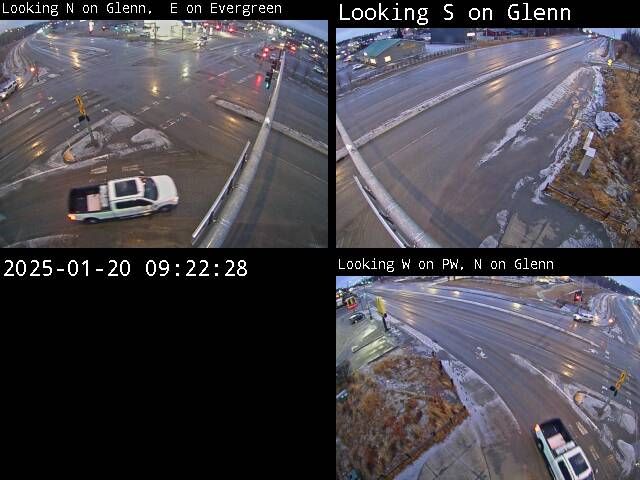 Looking N on Glenn, E on Evergreen
Looking S on Glenn
2025-01-20 09:22:28
Looking W on PW, N on Glenn